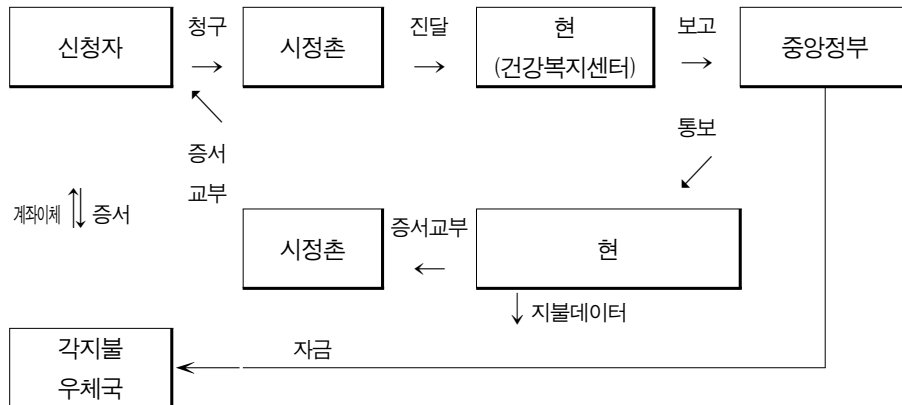 청구
진달
보고
신청자
시정촌
현
(건강복지센터)
중앙정부
→
→
→
증서
교부
통보
계좌이체
증서
시정촌
증서교부
←
현
↓ 지불데이터
각지불
우체국
자금